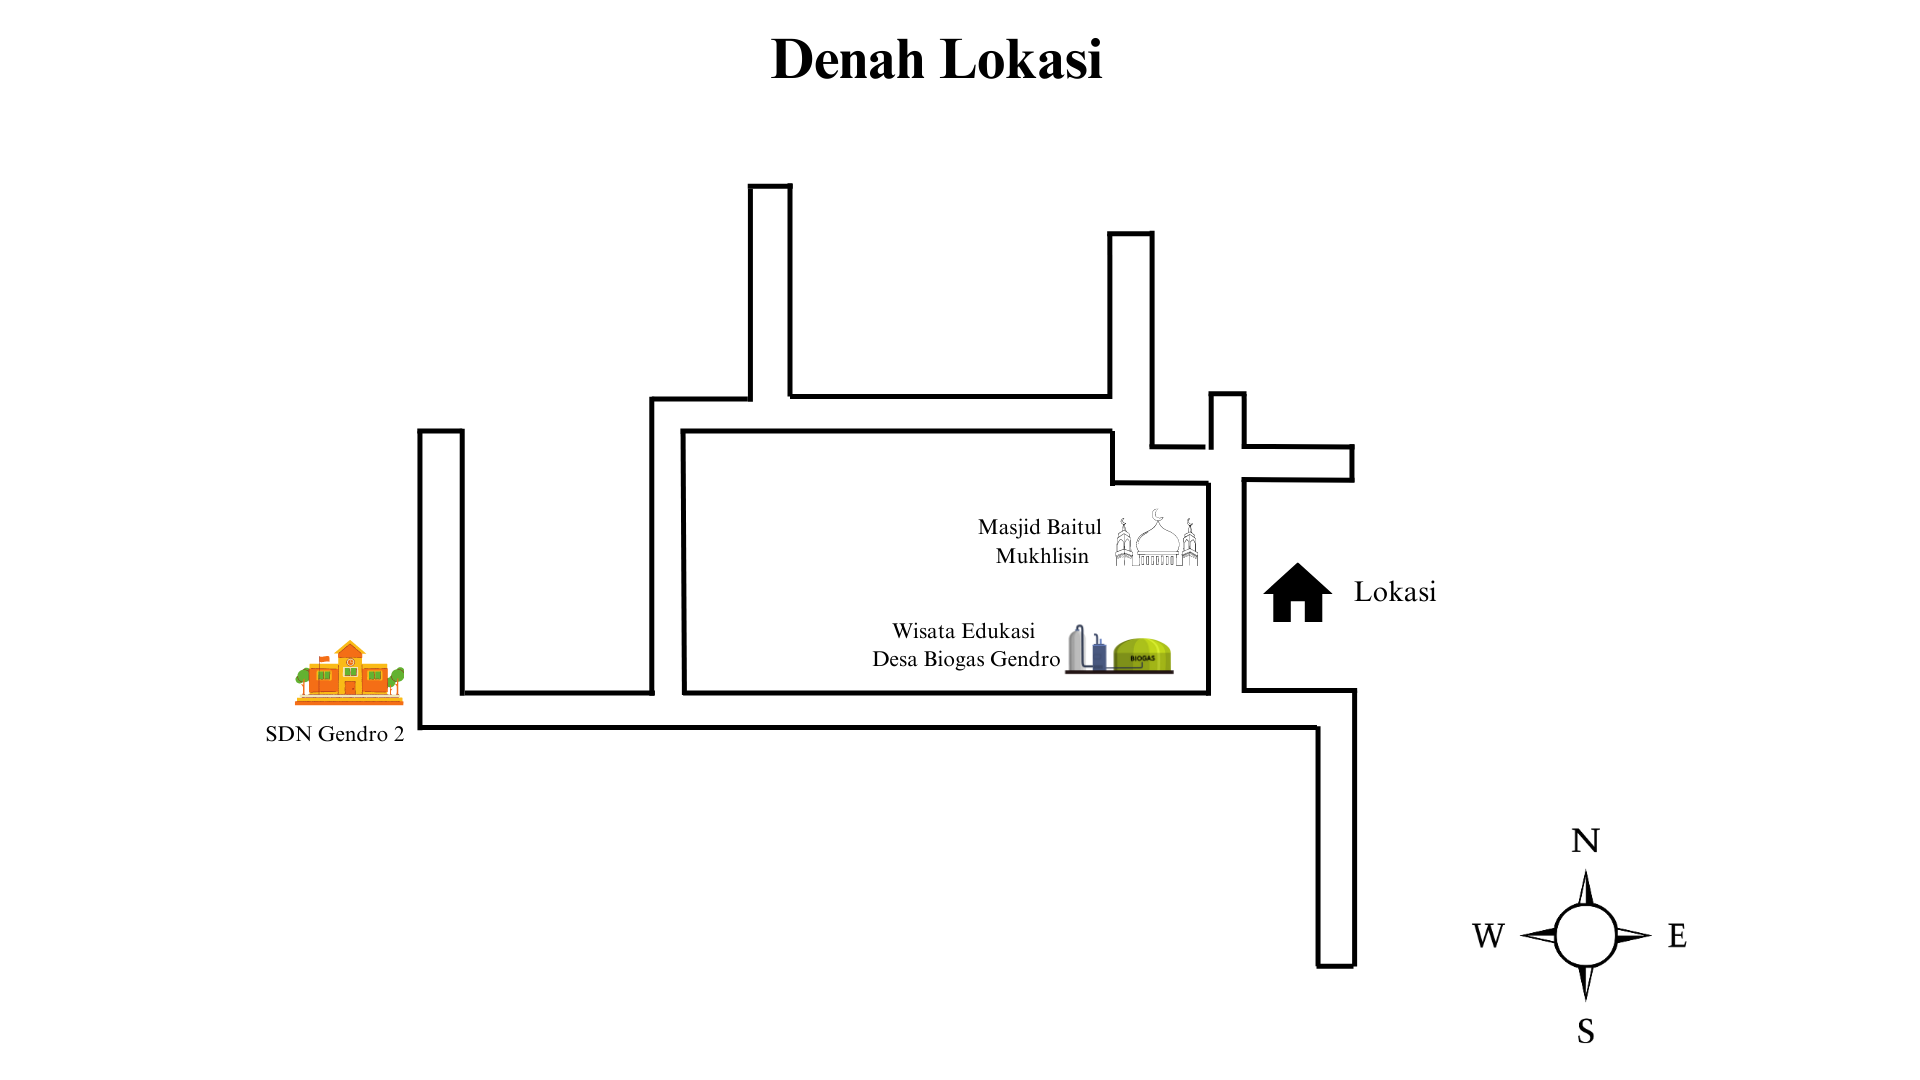 Denah Lokasi
Masjid Baitul
Mukhlisin
Lokasi
Wisata Edukasi
Desa Biogas Gendro
BIOGAS
SDN Gendro 2
N
W
E
S